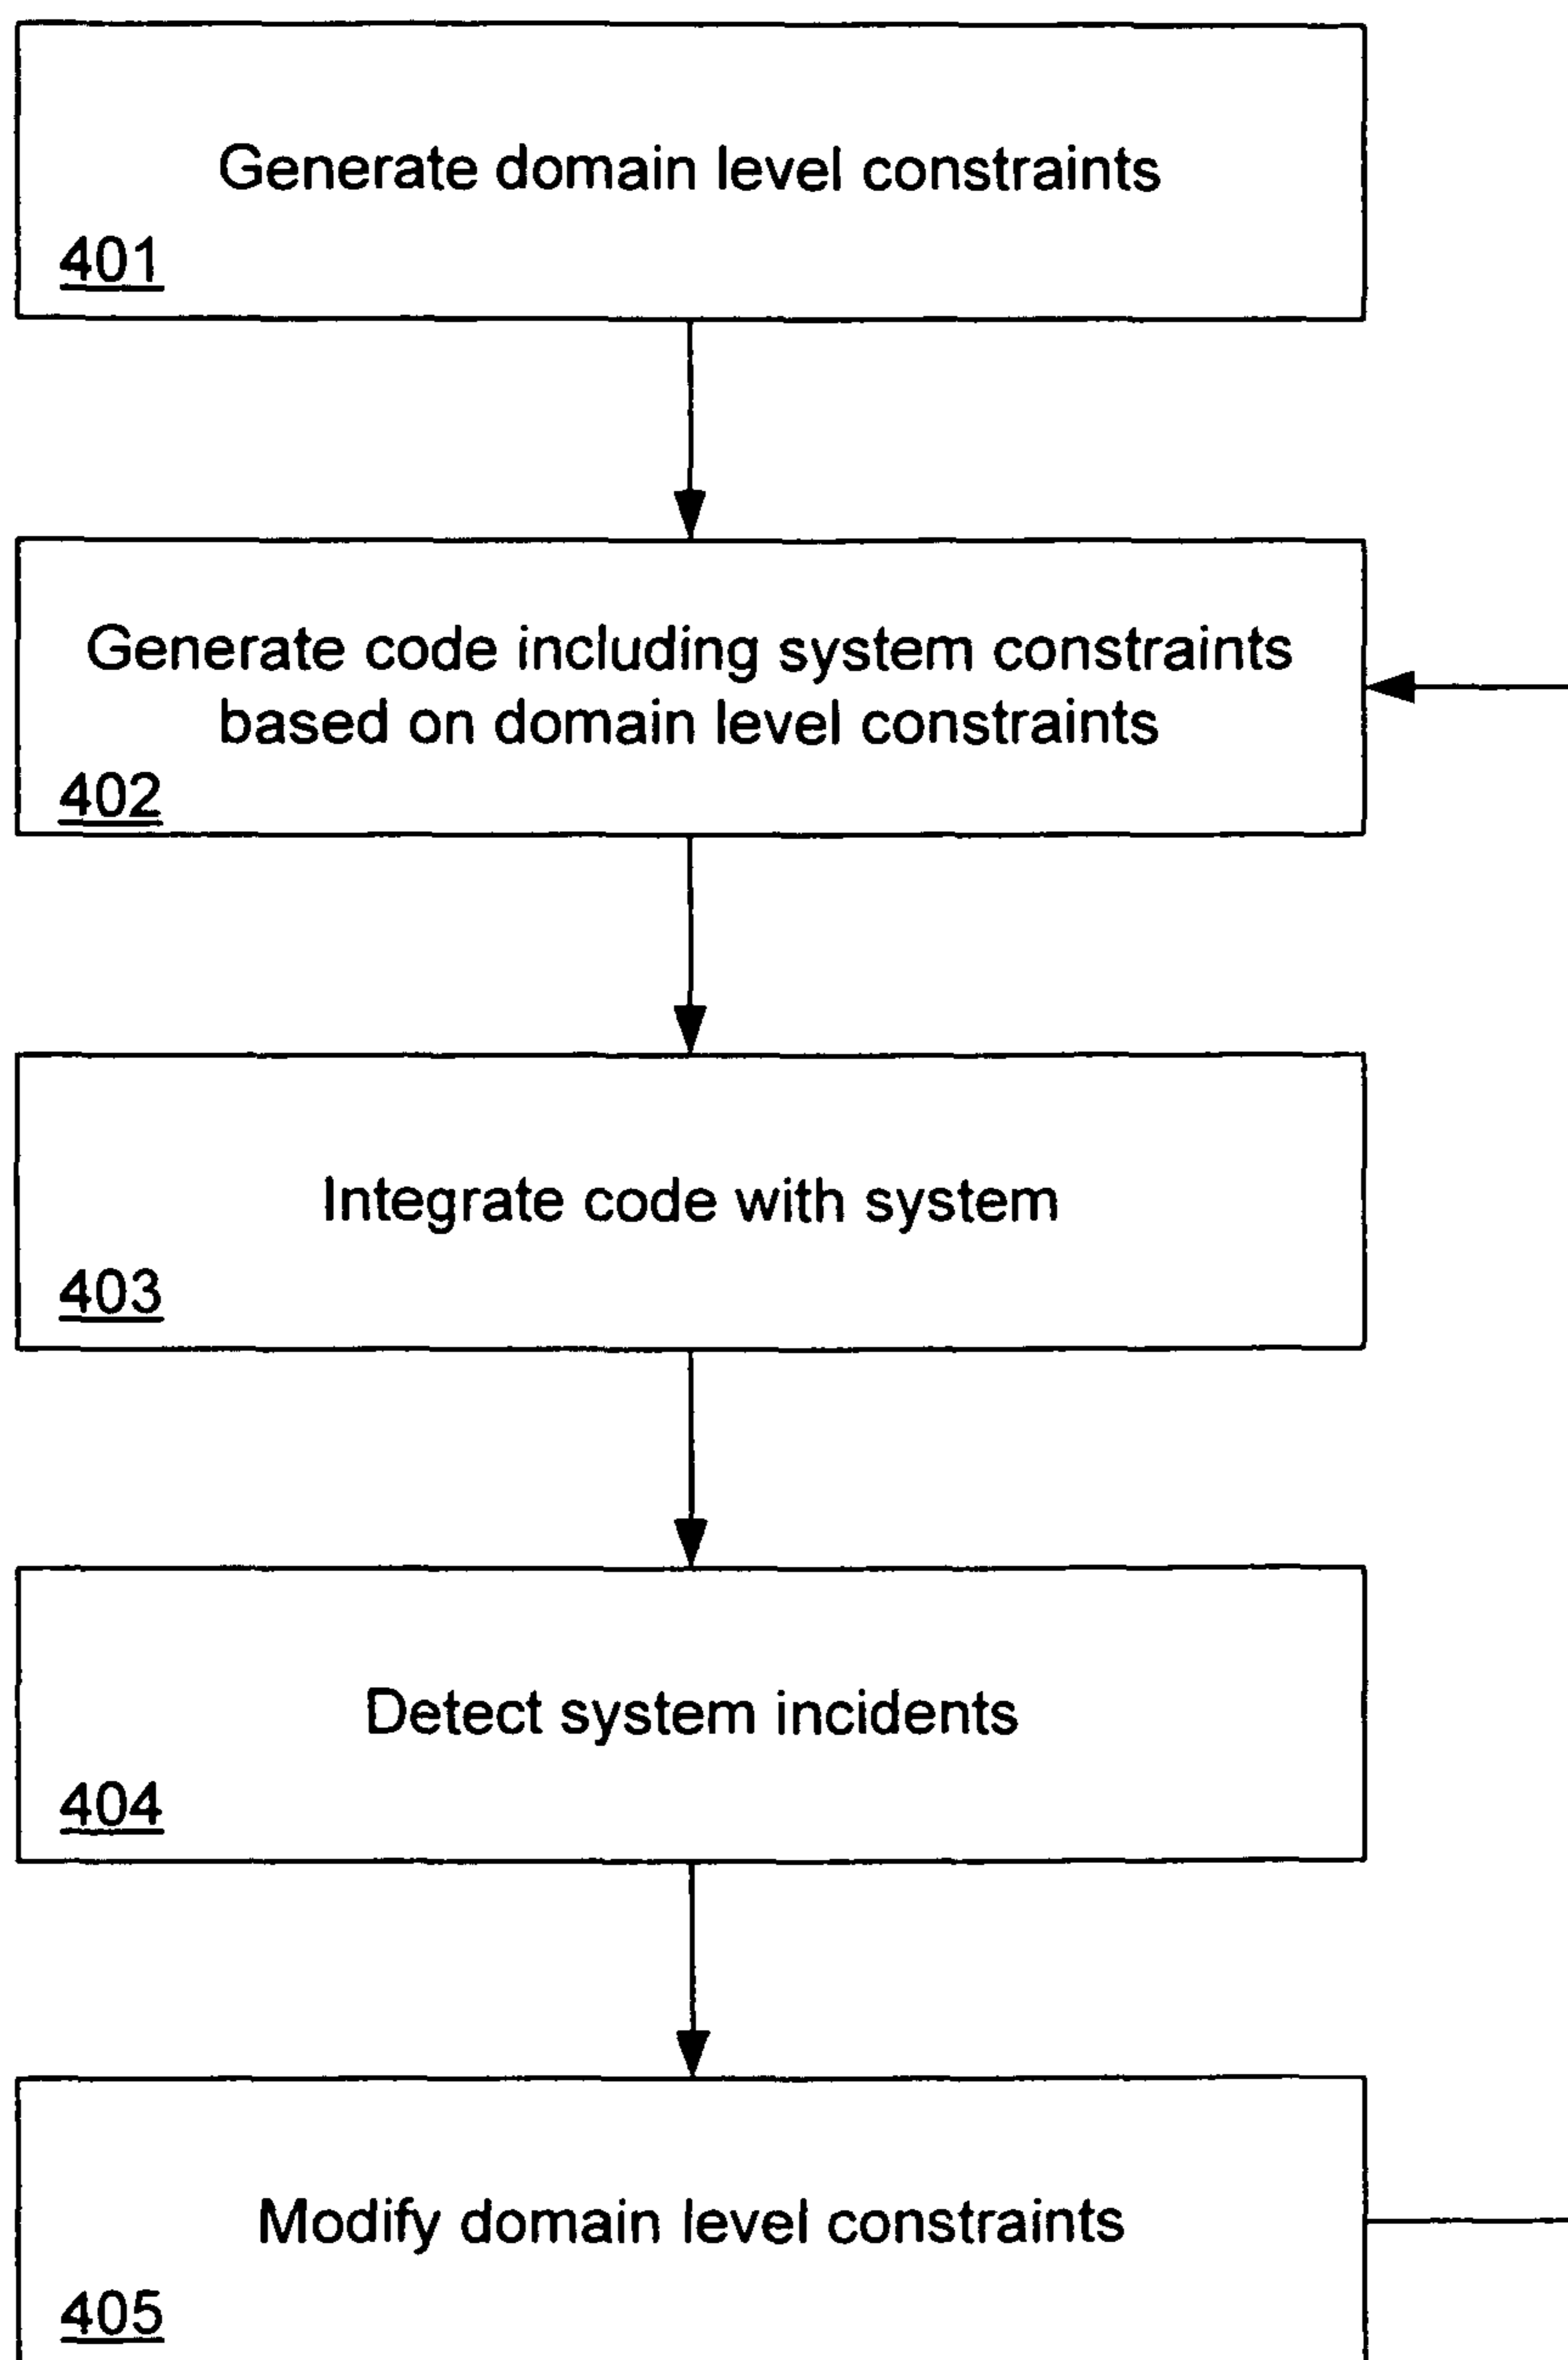 Generate domain level constraints
401
Generate code including system constraints
based on domain level constraints
402
Integrate code with system
403
Detect system incidents
404
Modify domain level constraints
405